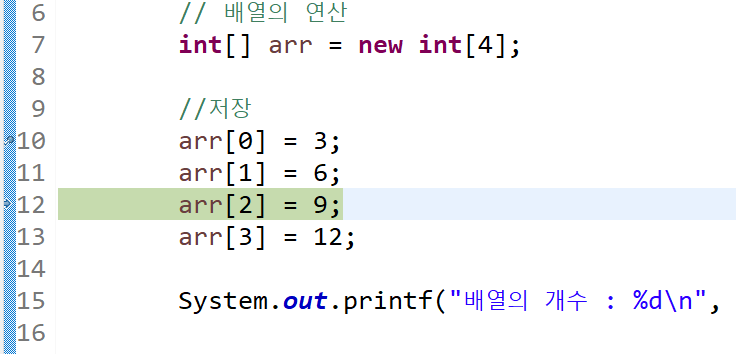 6 // 배열의 연산
7 int[] arr = new int[4];
8
9 //저장
10 arr[0] = 3;
11 arr[1] = 6;
12 arr[2] = 9;
13 arr[3] = 12;
14
15 System.out.printf("배열의 개수 : %d\n",
16